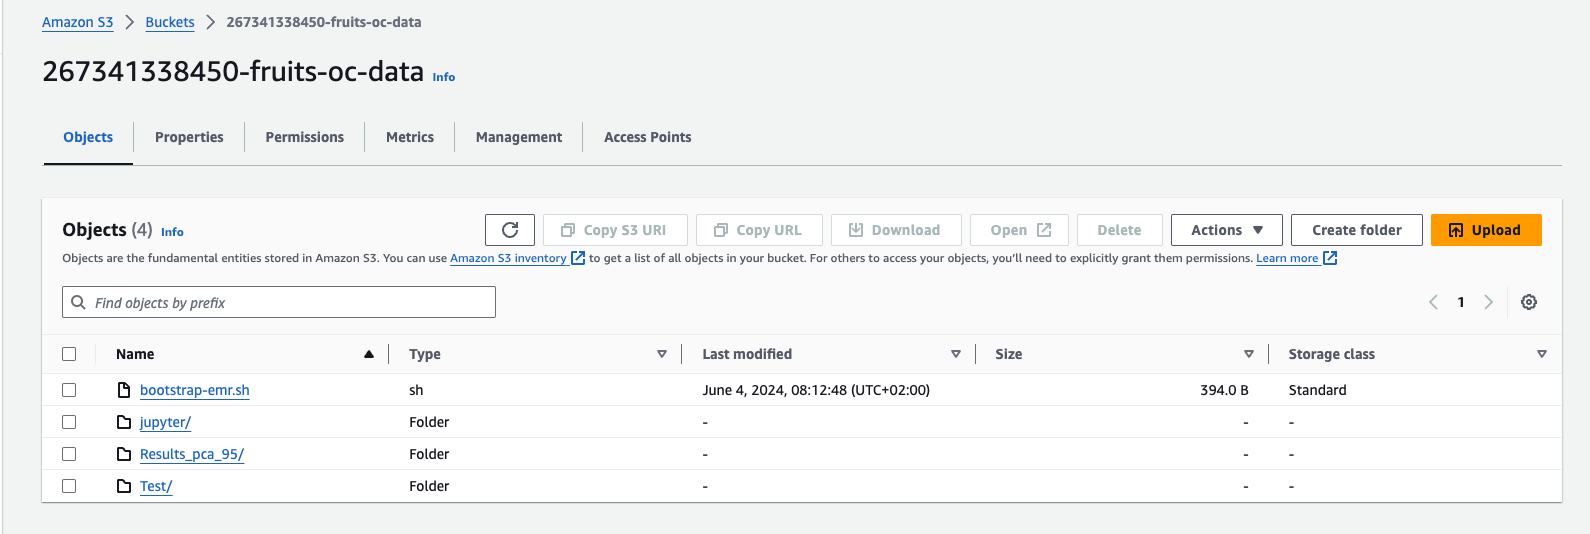 Amazon S3 > Buckets > 267341338450-fruits-oc-data
267341338450-fruits-oc-data Info
Objects Properties Permissions Metrics Management Access Points
Objects (4) Info Copy S3 URI Copy URL Download Open Delete Actions Create folder Upload
Objects are the fundamental entities stored in Amazon S3. You can use Amazon S3 inventory to get a list of all objects in your bucket. For others to access your objects, you'll need to explicitly grant them permissions. Learn more
Find objects by prefix 1
Name Type Last modified Size Storage class
bootstrap-emr.sh sh June 4, 2024, 08:12:48 (UTC+02:00) 394.0 B Standard
jupyter/ Folder - - -
Results_pca_95/ Folder - - -
Test/ Folder - - -